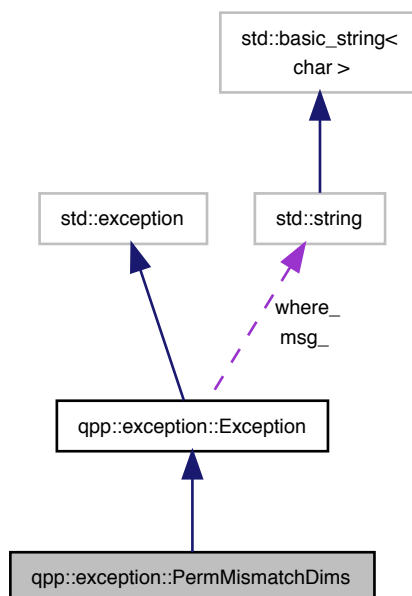 std::basic_string<
char >
std::exception
std::string
where_
msg_
qpp::exception::Exception
qpp::exception::PermMismatchDims